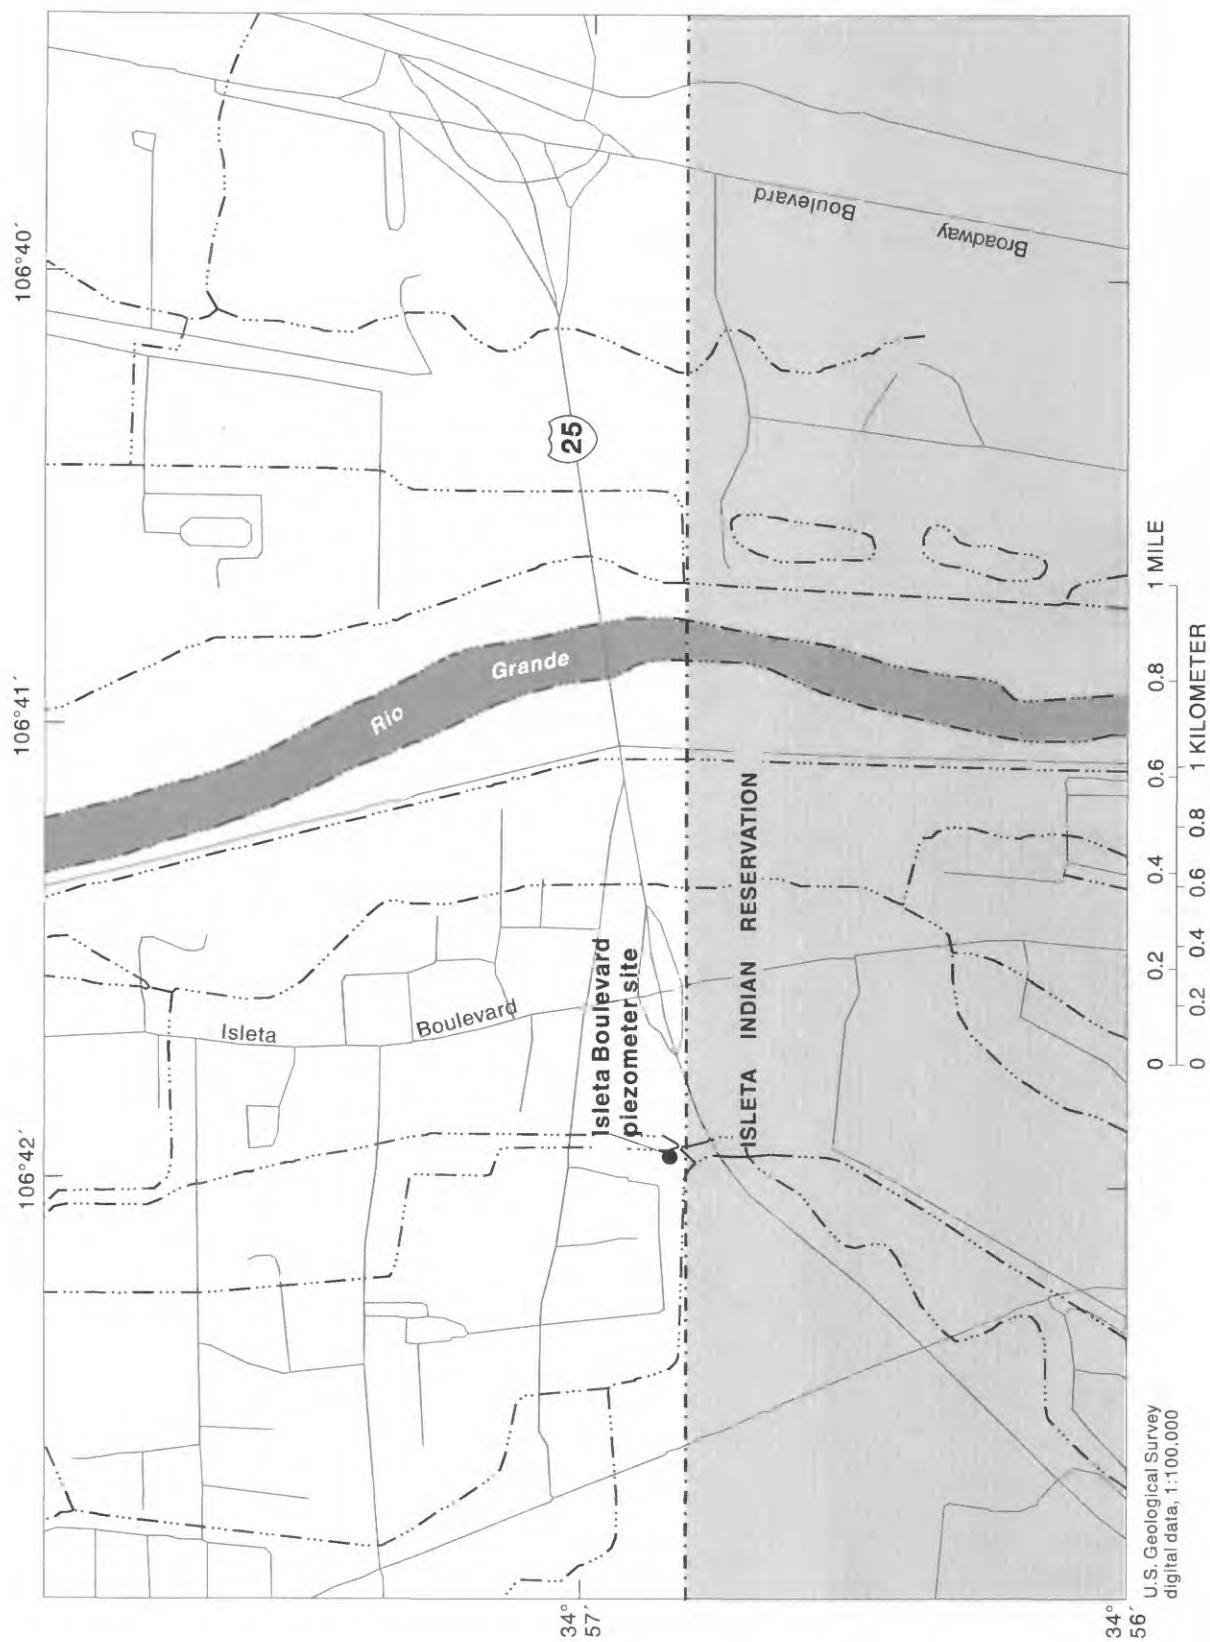 106°42´
106°41´
106°40´
34°
57´
34°
56´
Isleta
Boulevard
Rio
Grande
25
Isleta Boulevard
piezometer site
ISLETA INDIAN RESERVATION
Broadway
Boulevard
U.S. Geological Survey
digital data, 1:100,000
0 0.2 0.4 0.6 0.8 1 MILE
0 0.2 0.4 0.6 0.8 1 KILOMETER